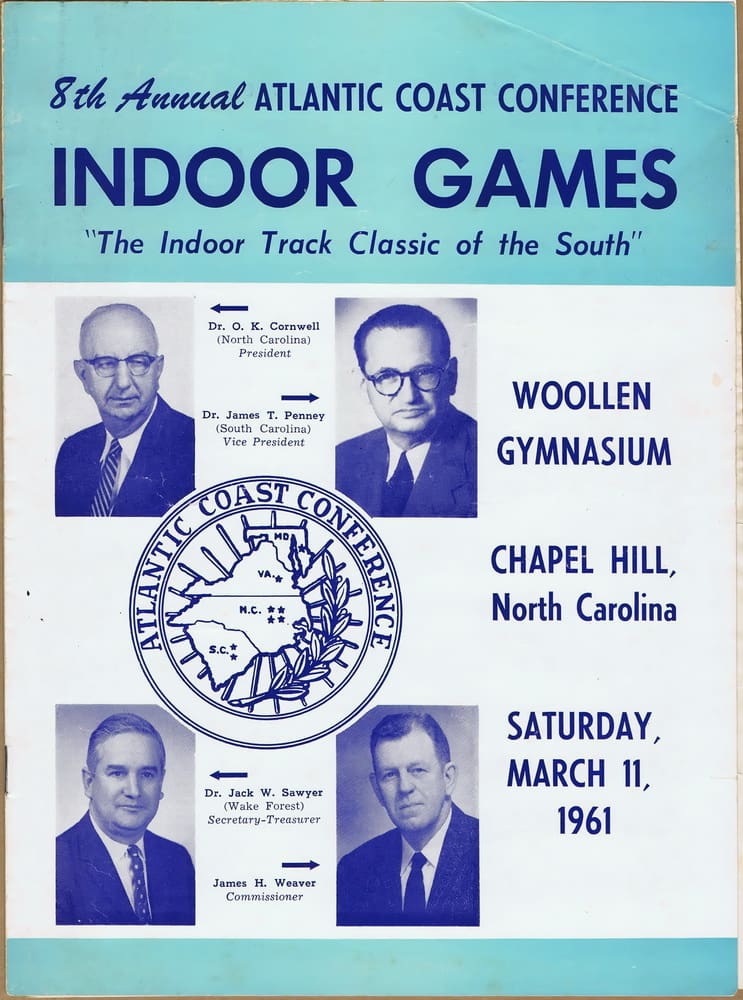 8th Annual ATLANTIC COAST CONFERENCE
INDOOR GAMES
"The Indoor Track Classic of the South"
Dr. O. K. Cornwell
(North Carolina)
President
Dr. James T. Penney
(South Carolina)
Vice President
WOOLLEN
GYMNASIUM
ATLANTIC COAST CONFERENCE
MD.
VA.
N.C.
S.C.
CHAPEL HILL,
North Carolina
Dr. Jack W. Sawyer
(Wake Forest)
Secretary-Treasurer
James H. Weaver
Commissioner
SATURDAY,
MARCH 11,
1961